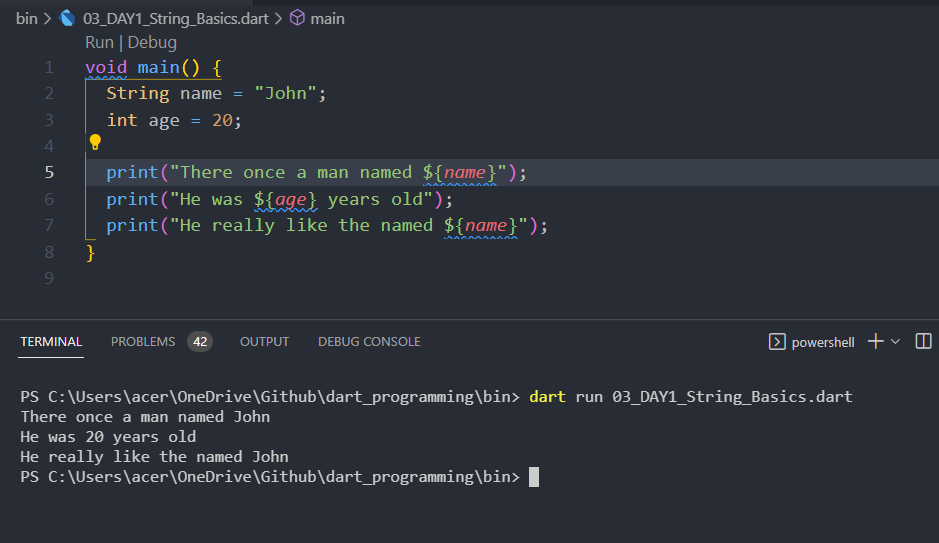 bin > 03_DAY1_String_Basics.dart > main
Run | Debug
1 void main() {
2 String name = "John";
3 int age = 20;
4
5 print("There once a man named ${name}");
6 print("He was ${age} years old");
7 print("He really like the named ${name}");
8 }
9
TERMINAL PROBLEMS 42 OUTPUT DEBUG CONSOLE powershell
PS C:\Users\acer\OneDrive\Github\dart_programming\bin> dart run 03_DAY1_String_Basics.dart
There once a man named John
He was 20 years old
He really like the named John
PS C:\Users\acer\OneDrive\Github\dart_programming\bin>